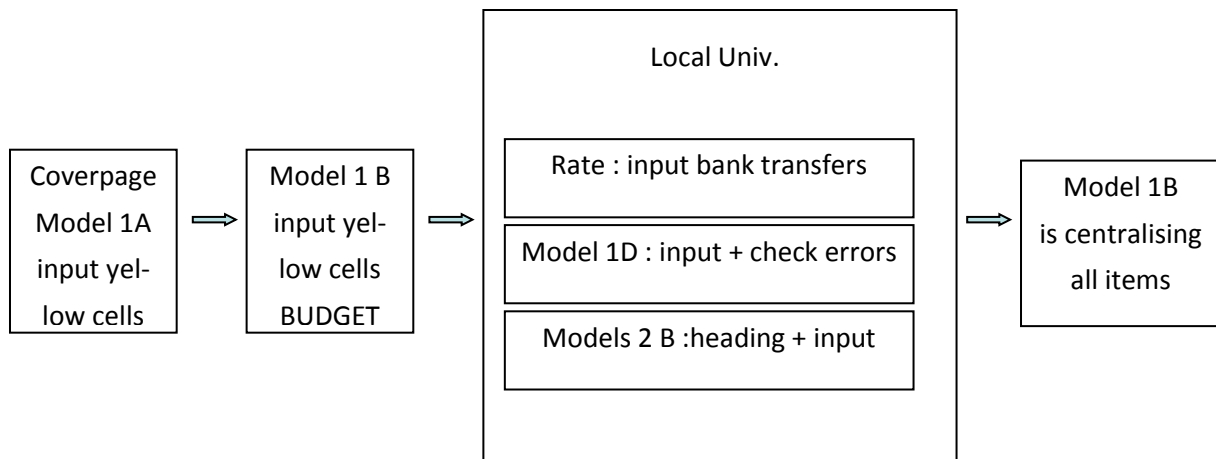 Coverpage
Model 1A
input yel-
low cells
Model 1 B
input yel-
low cells
BUDGET
Local Univ.
Rate : input bank transfers
Model 1D : input + check errors
Models 2 B :heading + input
Model 1B
is centralising
all items